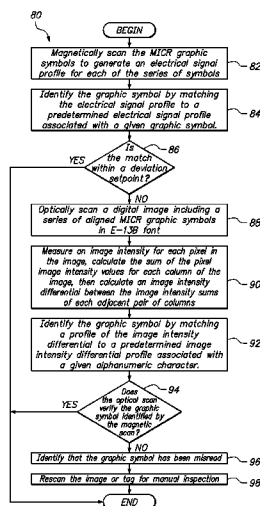 80
BEGIN
Magnetically scan the MICR graphic
symbols to generate an electrical signal
profile for each of the series of symbols
82
Identify the graphic symbol by matching
the electrical signal profile to a
predetermined electrical signal profile
associated with a given graphic symbol.
84
86
Is
the match
within a deviation
setpoint?
YES
NO
Optically scan a digital image including a
series of aligned MICR graphic symbols
in E-13B font
88
Measure an image intensity for each pixel in
the image, calculate the sum of the pixel
image intensity values for each column of the
image, then calculate an image intensity
differential between the image intensity sums
of each adjacent pair of columns
90
Identify the graphic symbol by matching
a profile of the image intensity
differential to a predetermined image
intensity differential profile associated
with a given alphanumeric character.
92
94
Does
the optical scan
verify the graphic
symbol identified by
the magnetic
scan?
YES
NO
Identify that the graphic symbol has been misread
96
Rescan the image or tag for manual inspection
98
END